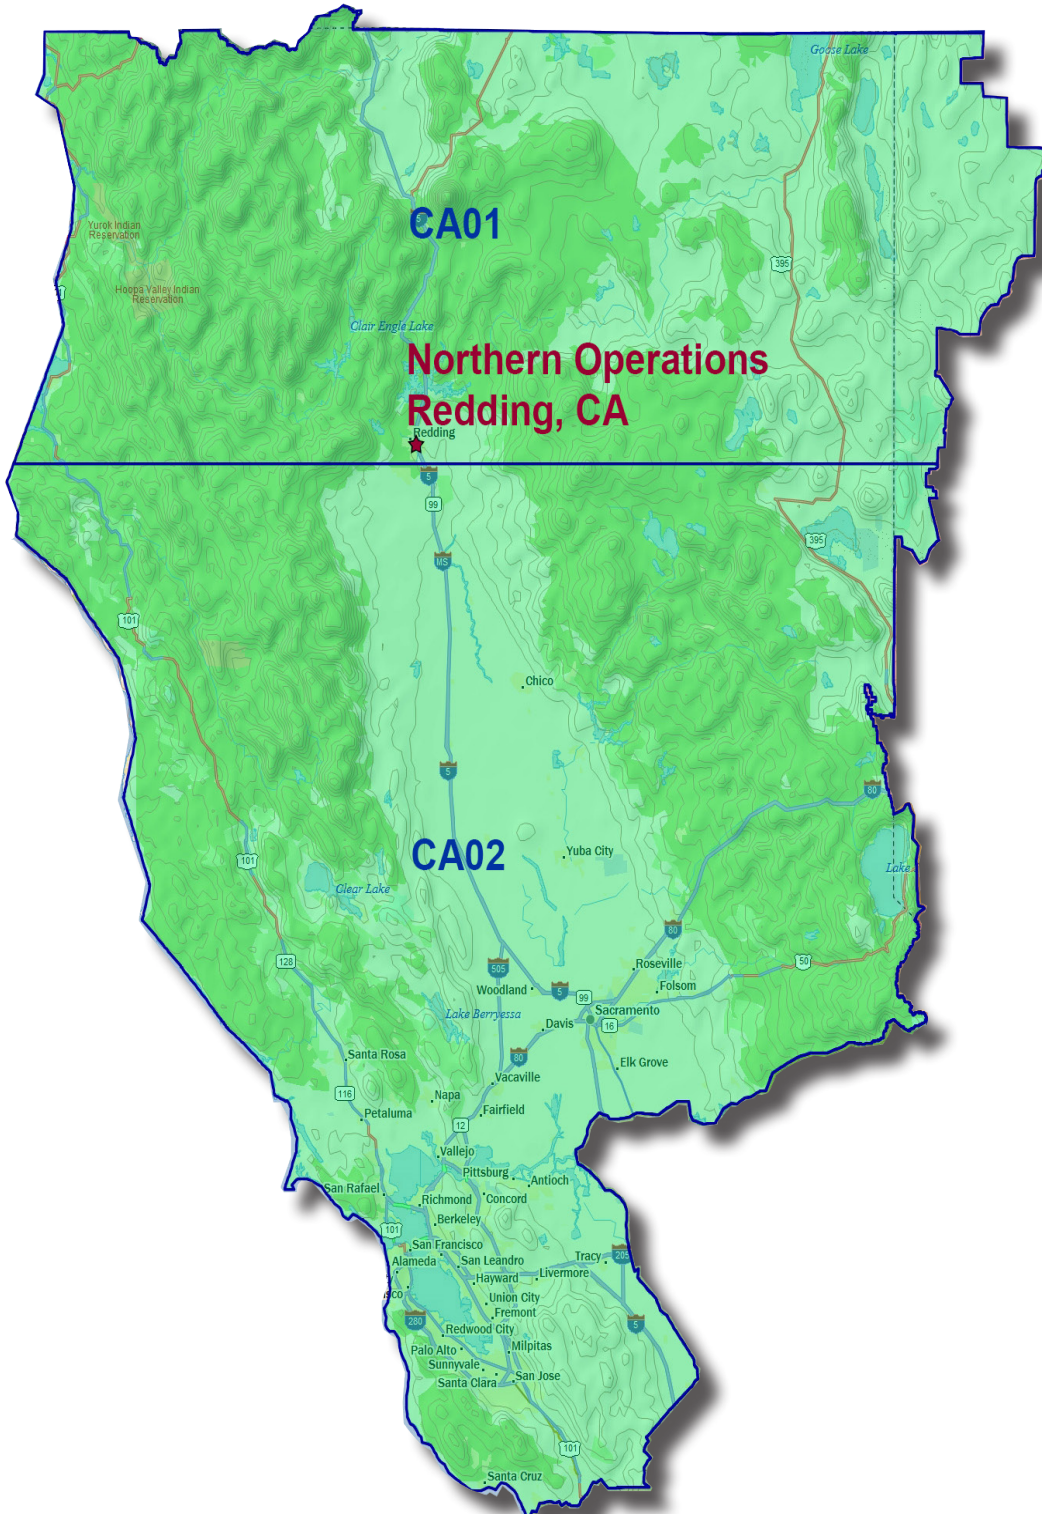 Goose Lake
CA01
5
Yurok Indian
Reservation
395
Hoopa Valley Indian
Reservation
Clair Engle Lake
Northern Operations
Redding, CA
Redding
5
99
395
101
Chico
5
80
CA02
Yuba City
101
Lake
Clear Lake
80
128
505
Roseville
50
Woodland
5
99
Folsom
Lake Berryessa
Sacramento
Davis
16
80
Elk Grove
Santa Rosa
Vacaville
116
Napa
Petaluma
Fairfield
12
Vallejo
Pittsburg
Antioch
San Rafael
Richmond
Concord
Berkeley
101
San Francisco
Alameda
San Leandro
Tracy
205
Hayward
Livermore
sco
Union City
Fremont
280
5
Redwood City
Palo Alto
Milpitas
Sunnyvale
Santa Clara
San Jose
101
Santa Cruz